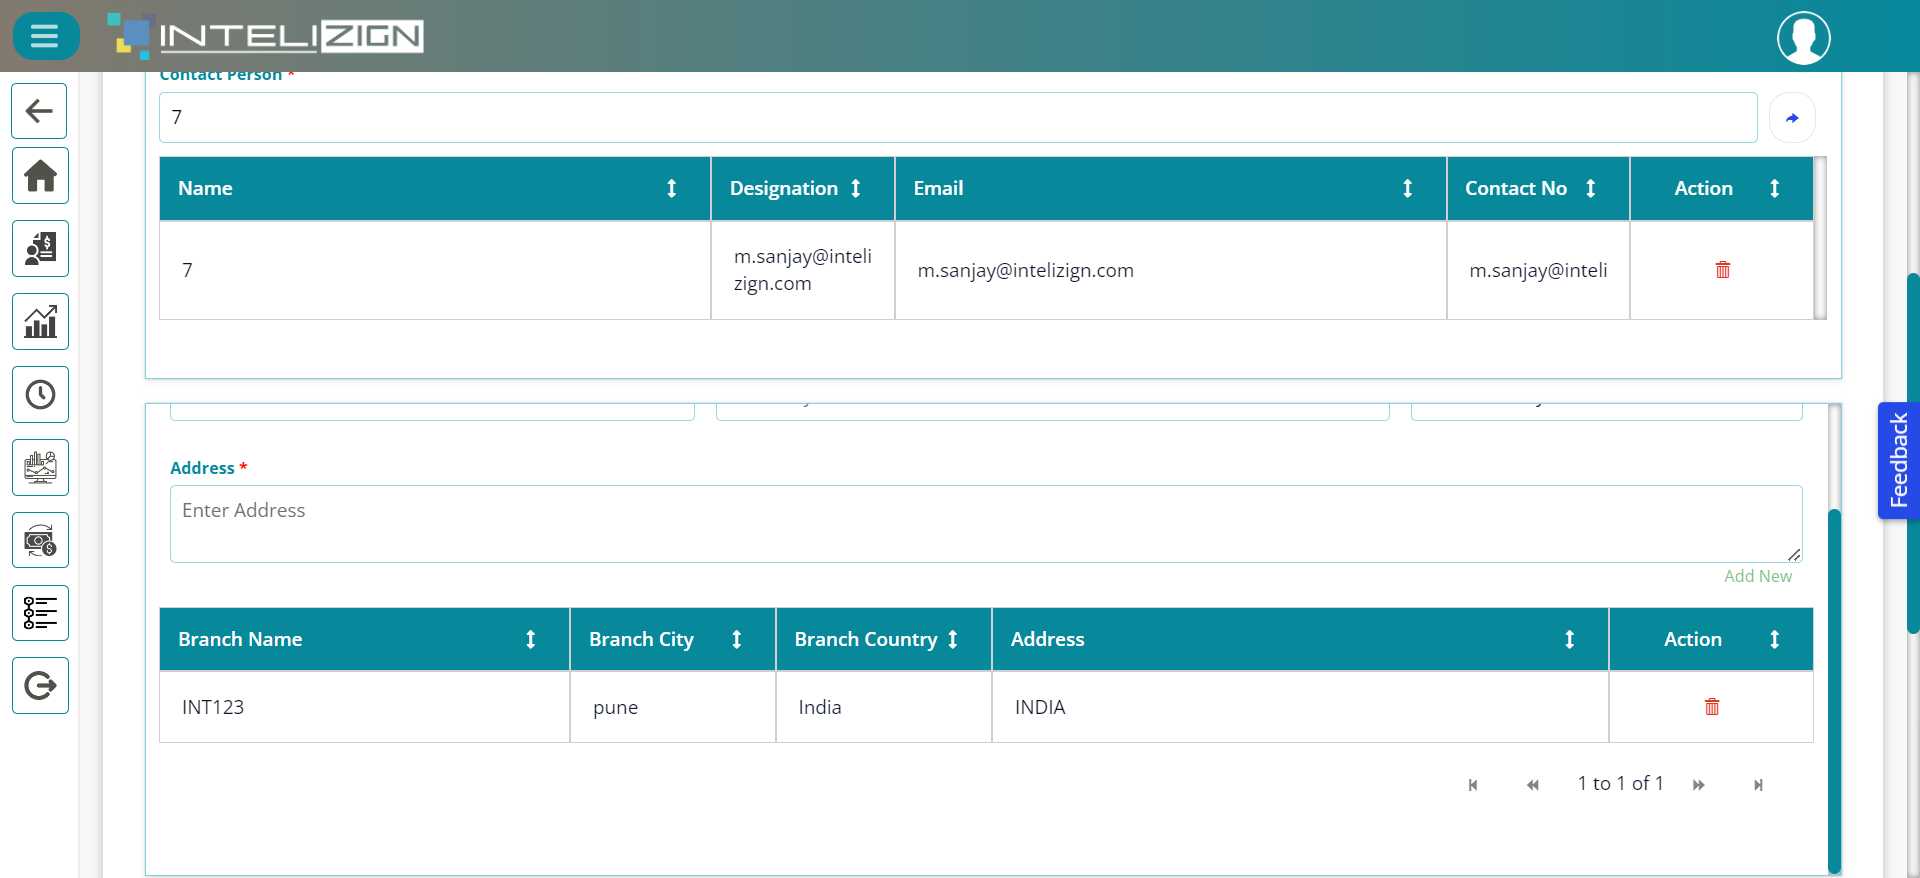 INTELIZIGN
Contact Person *
7
Name Designation Email Contact No Action
7 m.sanjay@inteli
zign.com m.sanjay@intelizign.com m.sanjay@inteli
Address *
Enter Address
Add New
Branch Name Branch City Branch Country Address Action
INT123 pune India INDIA
1 to 1 of 1
Feedback